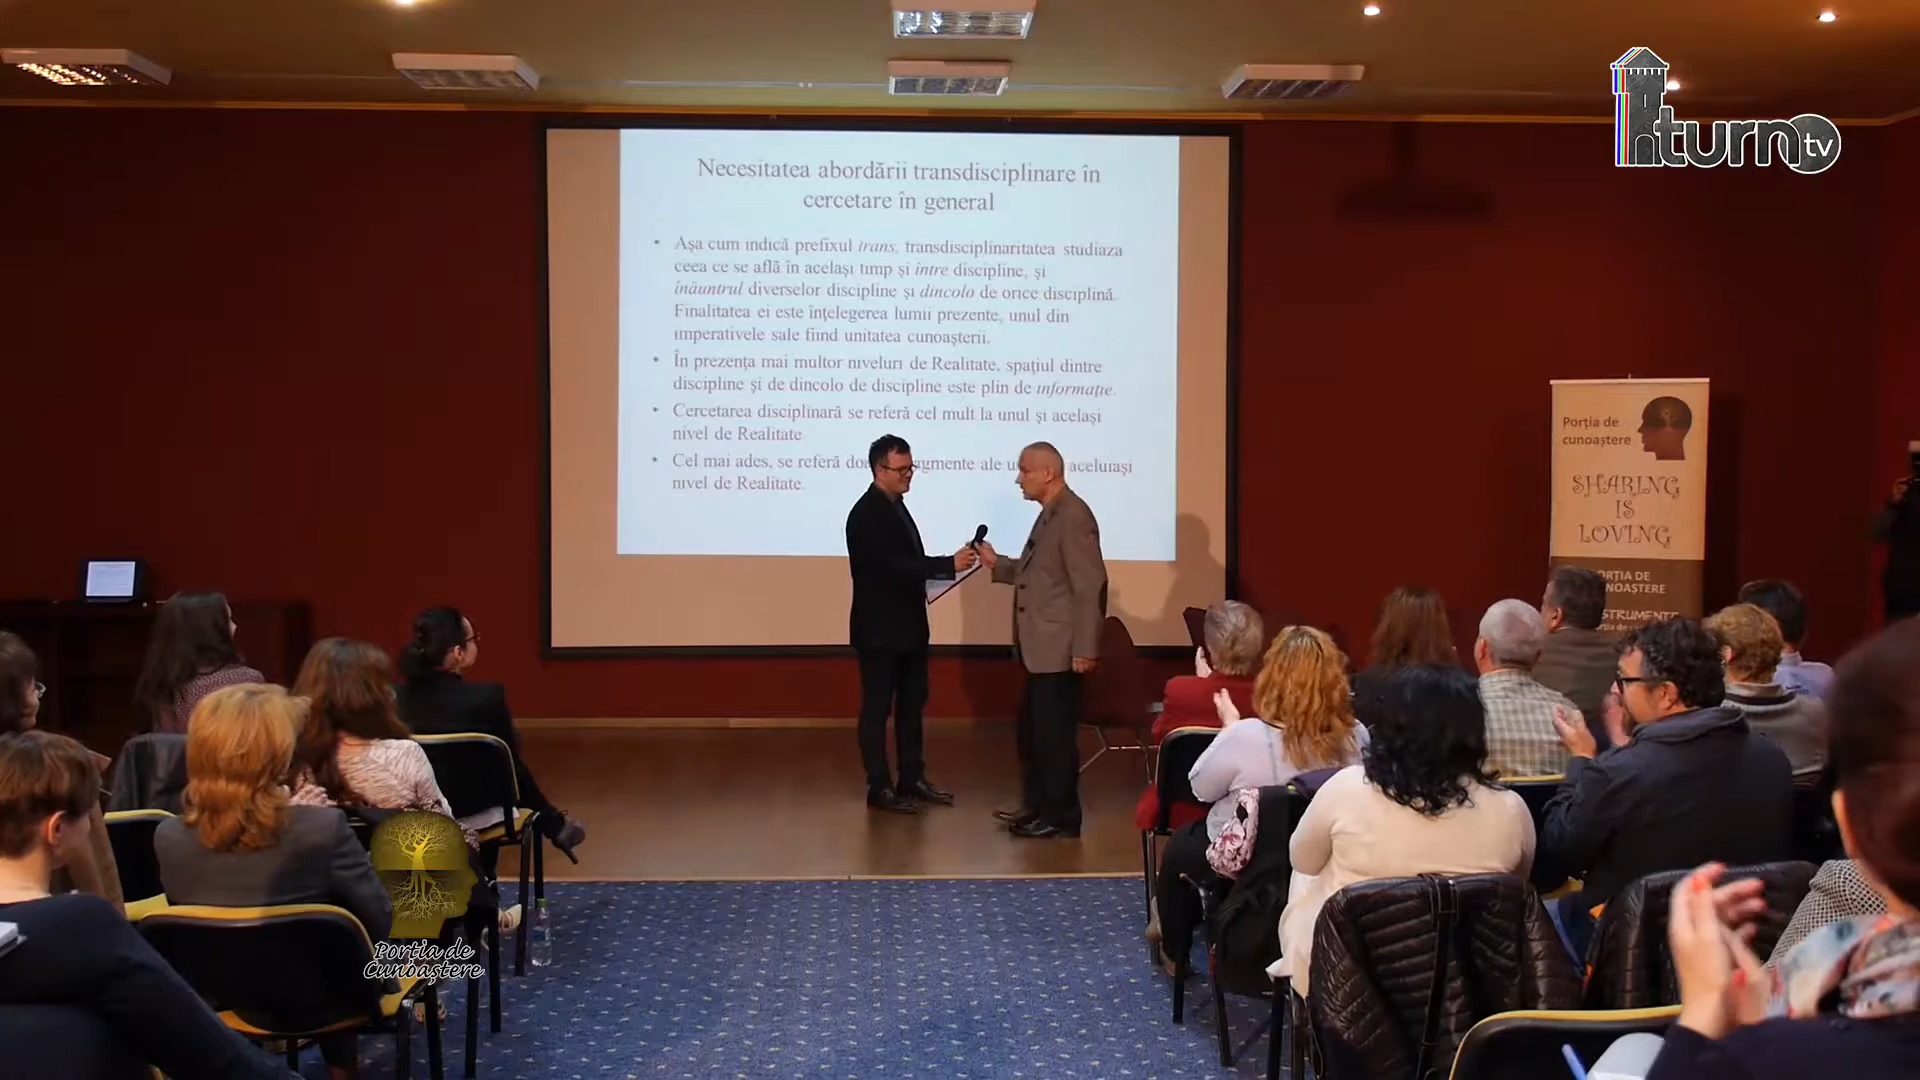 turn tv
Necesitatea abordării transdisciplinare în
cercetare în general
• Așa cum indică prefixul trans, transdisciplinaritatea studiaza
ceea ce se află în același timp și între discipline, și
înăuntrul diverselor discipline și dincolo de orice disciplină.
Finalitatea ei este înțelegerea lumii prezente, unul din
imperativele sale fiind unitatea cunoașterii.
• În prezența mai multor niveluri de Realitate, spațiul dintre
discipline și de dincolo de discipline este plin de informație.
• Cercetarea disciplinară se referă cel mult la unul și același
nivel de Realitate
• Cel mai ades, se referă aceluiași
nivel de Realitate.
Porția de
cunoaștere
SHARING
IS
LOVING
Portia de
Cunoaștere